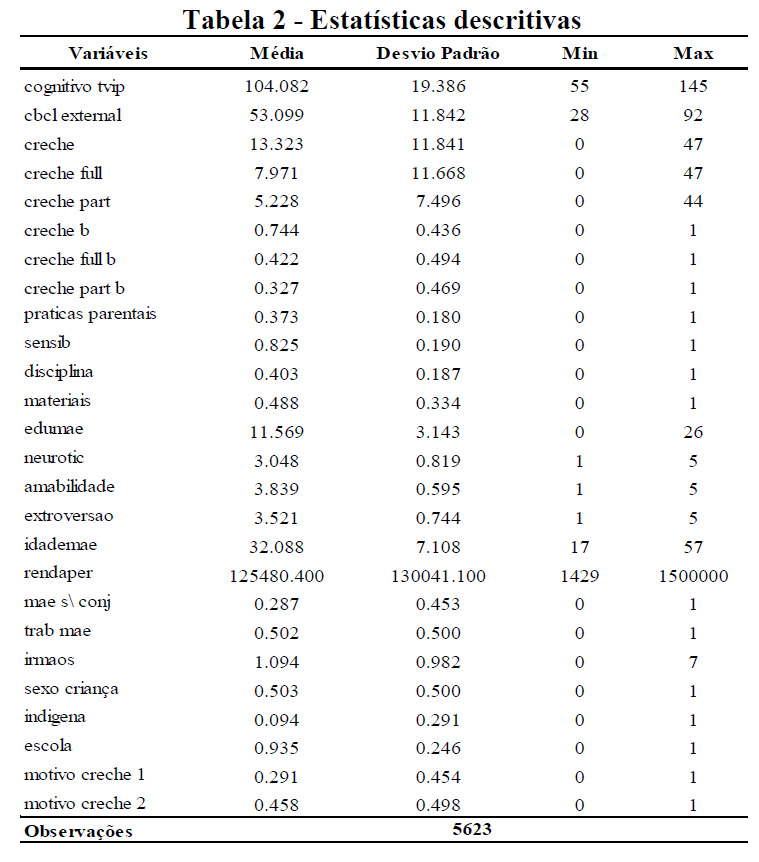 Tabela 2 - Estatísticas descritivas
Variáveis Média Desvio Padrão Min Max
cognitivo tvip 104.082 19.386 55 145
cbcl external 53.099 11.842 28 92
creche 13.323 11.841 0 47
creche full 7.971 11.668 0 47
creche part 5.228 7.496 0 44
creche b 0.744 0.436 0 1
creche full b 0.422 0.494 0 1
creche part b 0.327 0.469 0 1
praticas parentais 0.373 0.180 0 1
sensib 0.825 0.190 0 1
disciplina 0.403 0.187 0 1
materiais 0.488 0.334 0 1
edumae 11.569 3.143 0 26
neurotic 3.048 0.819 1 5
amabilidade 3.839 0.595 1 5
extroversao 3.521 0.744 1 5
idademae 32.088 7.108 17 57
rendaper 125480.400 130041.100 1429 1500000
mae s\ conj 0.287 0.453 0 1
trab mae 0.502 0.500 0 1
irmaos 1.094 0.982 0 7
sexo criança 0.503 0.500 0 1
indigena 0.094 0.291 0 1
escola 0.935 0.246 0 1
motivo creche 1 0.291 0.454 0 1
motivo creche 2 0.458 0.498 0 1
Observações 5623